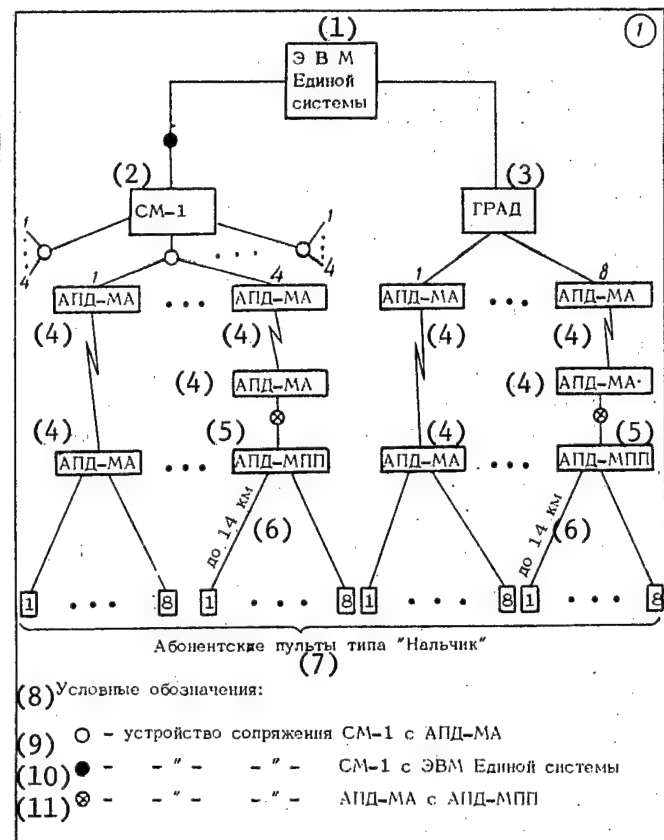 (1)
1
Э В М
Единой
системы
(2)
(3)
СМ-1
ГРАД
1
4
1
4
1
4
1
8
АПД-МА
• • •
АПД-МА
АПД-МА
• • •
АПД-МА
(4)
(4)
(4)
(4)
(4)
АПД-МА
(4)
АПД-МА
(4)
(5)
(4)
(5)
АПД-МА
• • •
АПД-МПП
АПД-МА
• • •
АПД-МПП
до 14 км
(6)
до 14 км
(6)
1 • • • 8 1 • • • 8 1 • • • 8 1 • • • 8
Абонентские пульты типа "Нальчик"
(7)
(8) Условные обозначения:
(9) – устройство сопряжения СМ-1 с АПД-МА
(10) – – " – – " – СМ-1 с ЭВМ Единой системы
(11) – – " – – " – АПД-МА с АПД-МПП